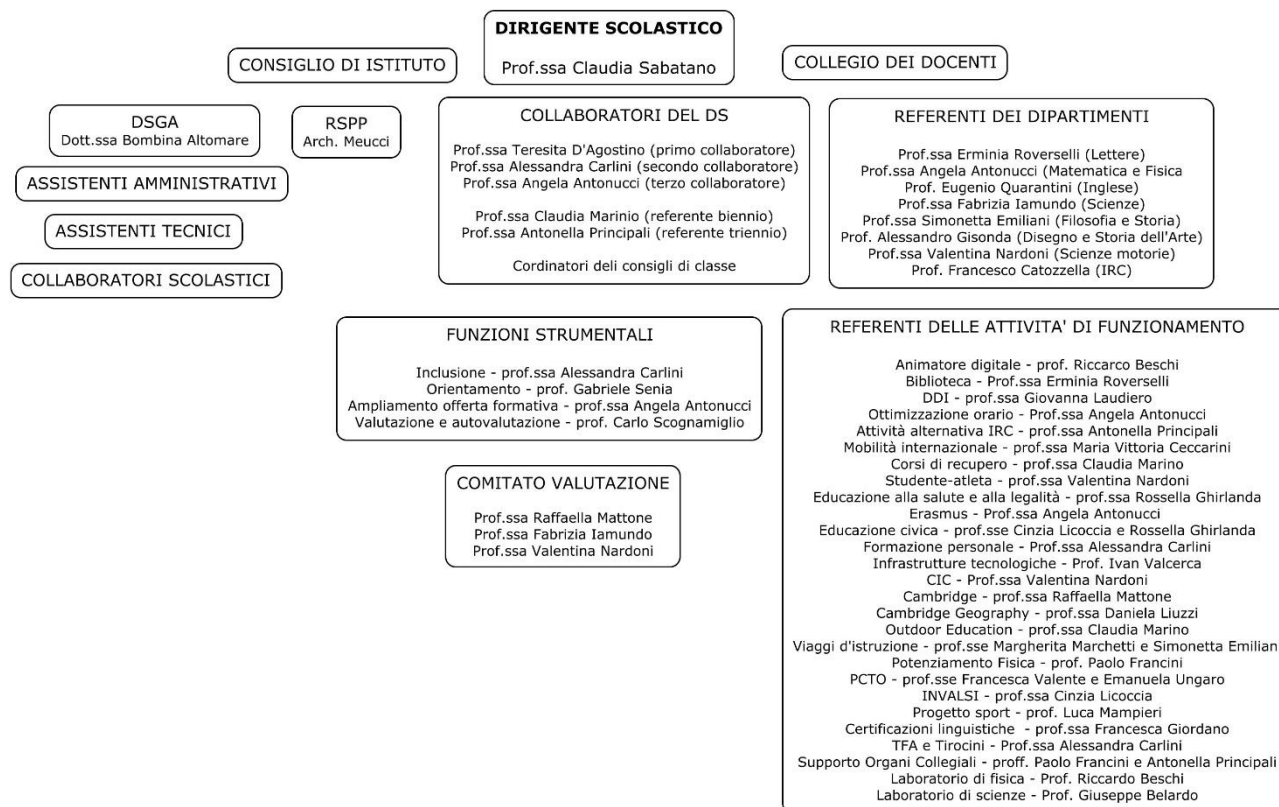 DIRIGENTE SCOLASTICO
Prof.ssa Claudia Sabatano
CONSIGLIO DI ISTITUTO
COLLEGIO DEI DOCENTI
DSGA
Dott.ssa Bombina Altomare
RSPP
Arch. Meucci
ASSISTENTI AMMINISTRATIVI
ASSISTENTI TECNICI
COLLABORATORI SCOLASTICI
COLLABORATORI DEL DS
Prof.ssa Teresita D'Agostino (primo collaboratore)
Prof.ssa Alessandra Carlini (secondo collaboratore)
Prof.ssa Angela Antonucci (terzo collaboratore)
Prof.ssa Claudia Marinio (referente biennio)
Prof.ssa Antonella Principali (referente triennio)
Cordinatori deli consigli di classe
REFERENTI DEI DIPARTIMENTI
Prof.ssa Erminia Roverselli (Lettere)
Prof.ssa Angela Antonucci (Matematica e Fisica
Prof. Eugenio Quarantini (Inglese)
Prof.ssa Fabrizia Iamundo (Scienze)
Prof.ssa Simonetta Emiliani (Filosofia e Storia)
Prof. Alessandro Gisonda (Disegno e Storia dell'Arte)
Prof.ssa Valentina Nardoni (Scienze motorie)
Prof. Francesco Catozzella (IRC)
FUNZIONI STRUMENTALI
Inclusione - prof.ssa Alessandra Carlini
Orientamento - prof. Gabriele Senia
Ampliamento offerta formativa - prof.ssa Angela Antonucci
Valutazione e autovalutazione - prof. Carlo Scognamiglio
COMITATO VALUTAZIONE
Prof.ssa Raffaella Mattone
Prof.ssa Fabrizia Iamundo
Prof.ssa Valentina Nardoni
REFERENTI DELLE ATTIVITA' DI FUNZIONAMENTO
Animatore digitale - prof. Riccarco Beschi
Biblioteca - Prof.ssa Erminia Roverselli
DDI - prof.ssa Giovanna Laudiero
Ottimizzazione orario - Prof.ssa Angela Antonucci
Attività alternativa IRC - prof.ssa Antonella Principali
Mobilità internazionale - prof.ssa Maria Vittoria Ceccarini
Corsi di recupero - prof.ssa Claudia Marino
Studente-atleta - prof.ssa Valentina Nardoni
Educazione alla salute e alla legalità - prof.ssa Rossella Ghirlanda
Erasmus - Prof.ssa Angela Antonucci
Educazione civica - prof.sse Cinzia Licoccia e Rossella Ghirlanda
Formazione personale - Prof.ssa Alessandra Carlini
Infrastrutture tecnologiche - Prof. Ivan Valcerca
CIC - Prof.ssa Valentina Nardoni
Cambridge - prof.ssa Raffaella Mattone
Cambridge Geography - prof.ssa Daniela Liuzzi
Outdoor Education - prof.ssa Claudia Marino
Viaggi d'istruzione - prof.sse Margherita Marchetti e Simonetta Emilian
Potenziamento Fisica - prof. Paolo Francini
PCTO - prof.sse Francesca Valente e Emanuela Ungaro
INVALSI - prof.ssa Cinzia Licoccia
Progetto sport - prof. Luca Mampieri
Certificazioni linguistiche - prof.ssa Francesca Giordano
TFA e Tirocini - Prof.ssa Alessandra Carlini
Supporto Organi Collegiali - proff. Paolo Francini e Antonella Principali
Laboratorio di fisica - Prof. Riccardo Beschi
Laboratorio di scienze - Prof. Giuseppe Belardo